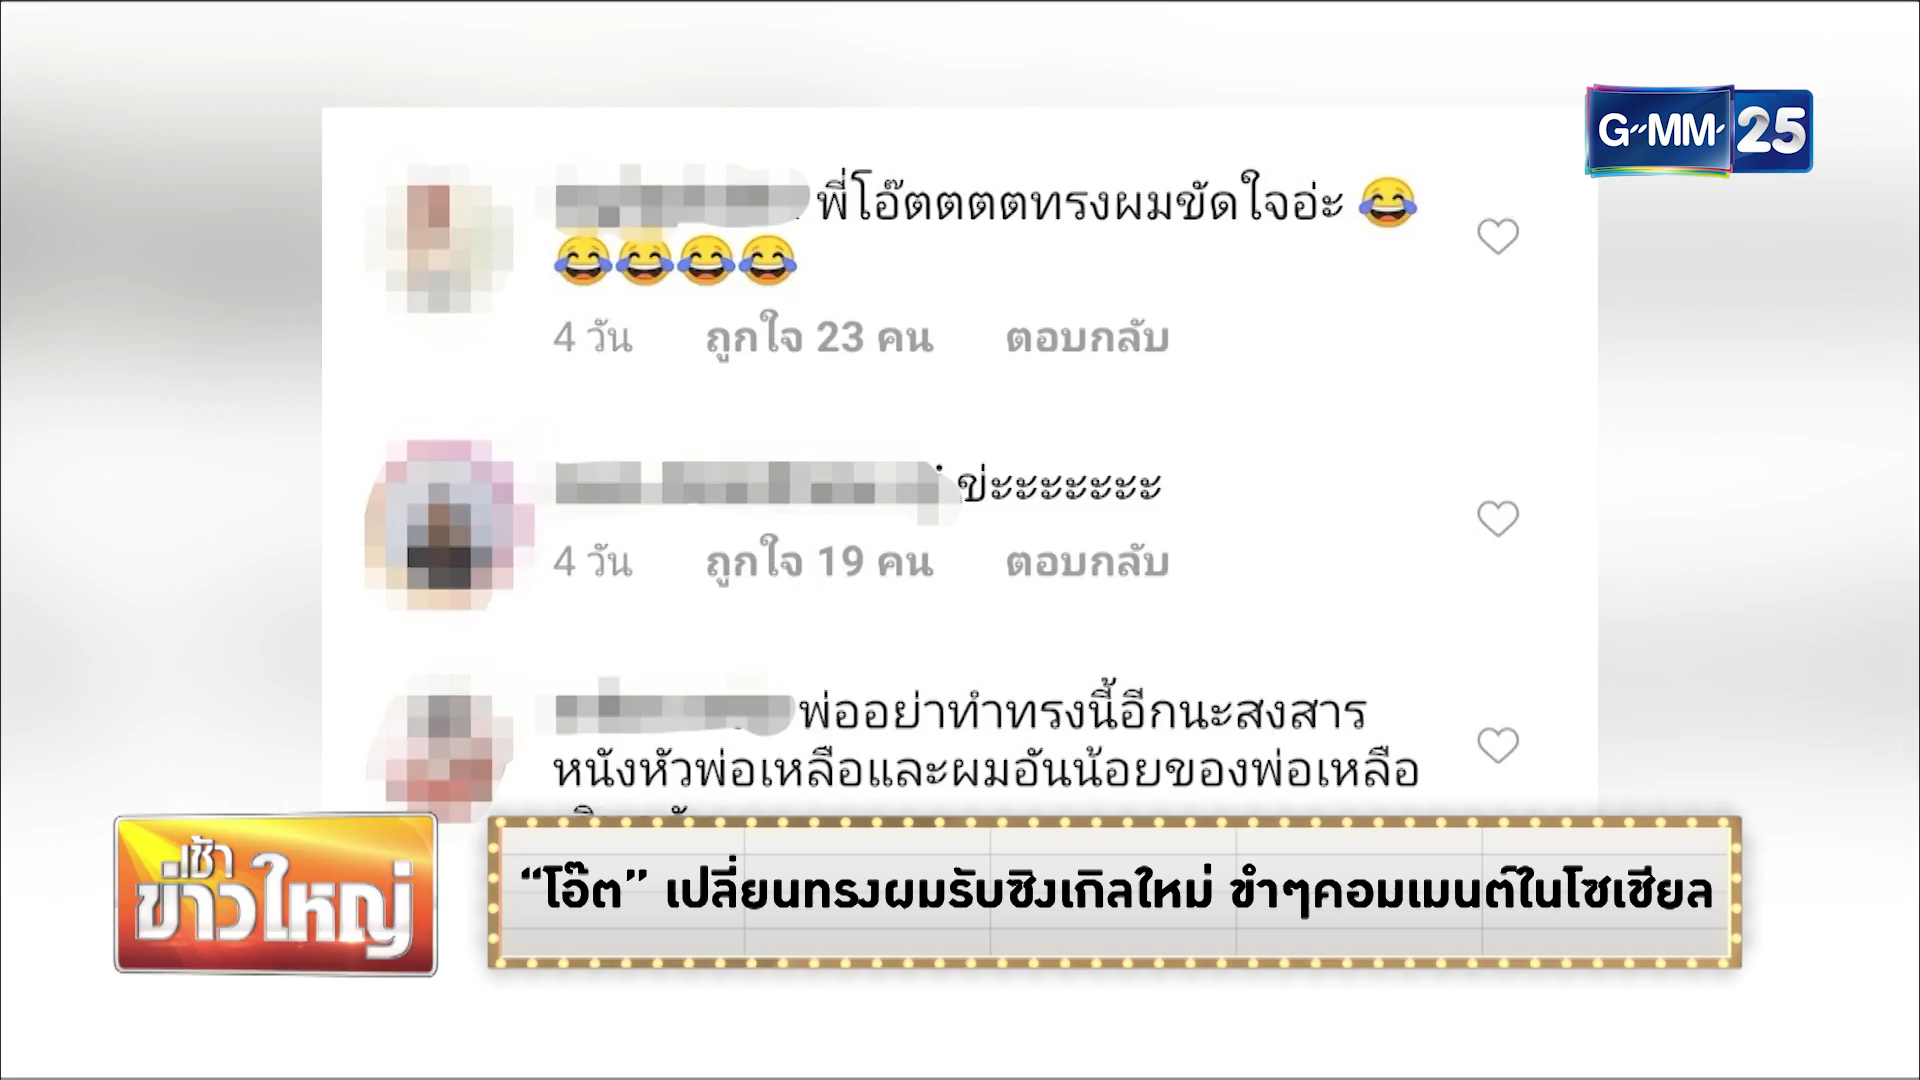 G-MM 25
พี่โอ๊ตตตตทรงผมขัดใจอ่ะ 😂
😂😂😂😂
4 วัน ถูกใจ 23 คน ตอบกลับ
ข่ะะะะะะะ
4 วัน ถูกใจ 19 คน ตอบกลับ
พ่ออย่าทำทรงนี้อีกนะสงสาร
หนังหัวพ่อเหลือและผมอันน้อยของพ่อเหลือ
เช้า
ข่าวใหญ่
“โอ๊ต” เปลี่ยนทรงผมรับซิงเกิลใหม่ ขำๆคอมเมนต์ในโซเชียล